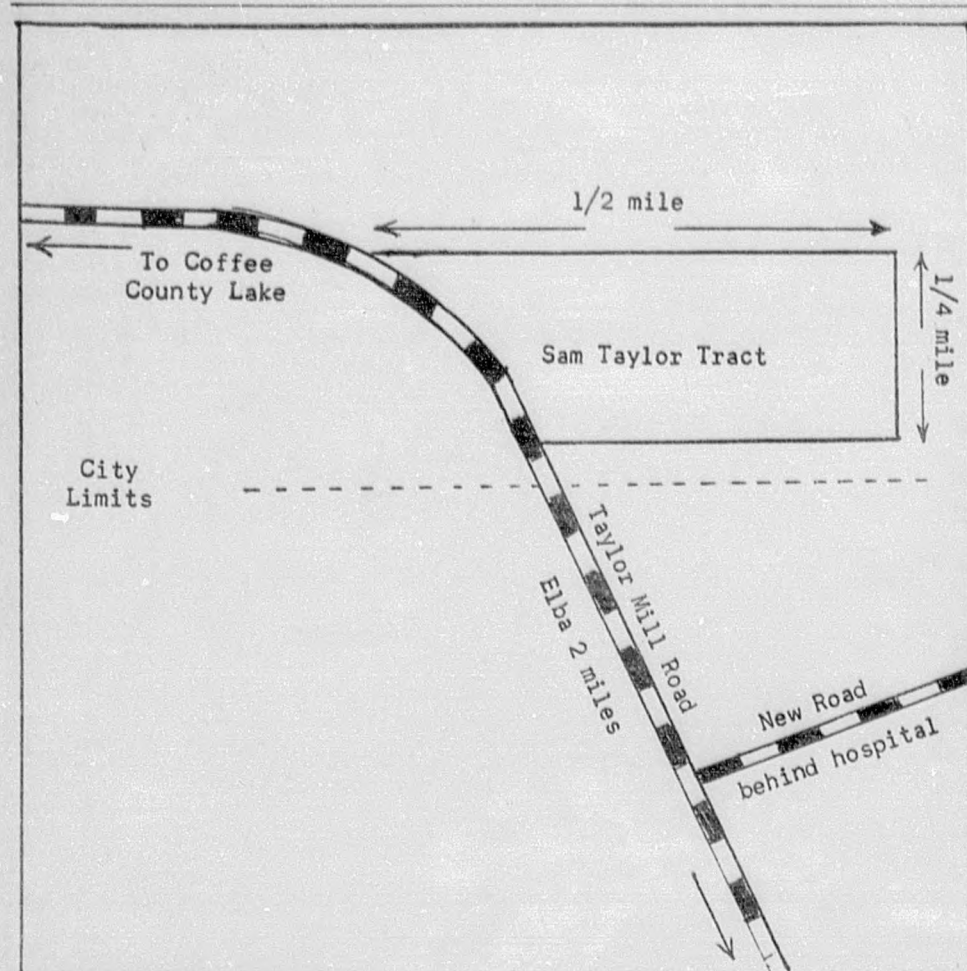 1/2 mile
To Coffee
County Lake
1/4 mile
Sam Taylor Tract
City
Limits
Taylor Mill Road
Elba 2 miles
New Road
behind hospital